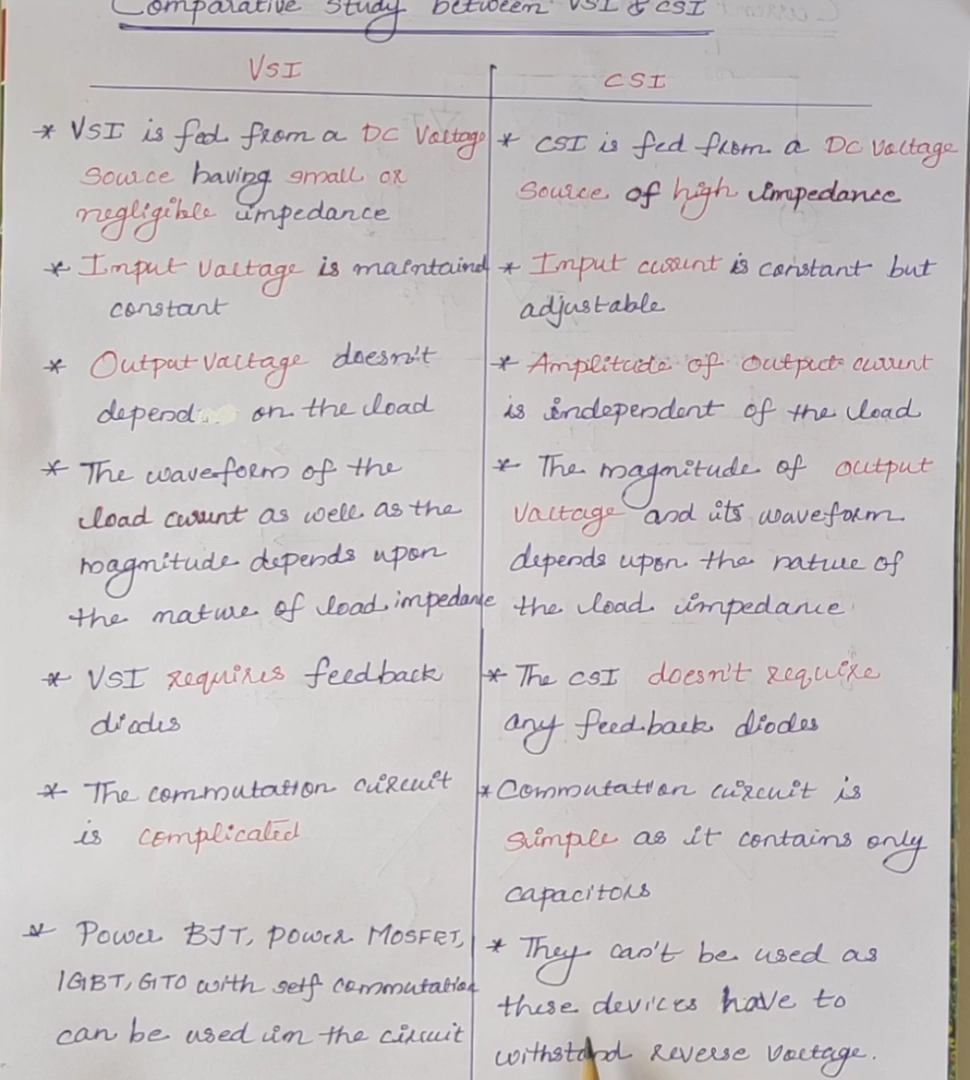 Comparative Study between VSI & CSI
VSI
* VSI is fed from a DC Voltage
Source having small or
negligible impedance
* Input Voltage is maintaind
constant
* Output Voltage doesn't
depend on the load
* The waveform of the
load current as well as the
magnitude depends upon
the nature of load impedance
* VSI requires feedback
diodes
* The commutation circuit
is complicated
* Power BJT, power MOSFET,
IGBT, GTO with self commutation
can be used in the circuit
CSI
* CSI is fed from a DC Voltage
Source of high impedance
* Input current is constant but
adjustable
* Amplitude of output current
is independent of the load
* The magnitude of output
Voltage and its waveform
depends upon the nature of
the load impedance
* The CSI doesn't require
any feedback diodes
* Commutation circuit is
simple as it contains only
capacitors
* They can't be used as
these devices have to
withstand reverse voltage.